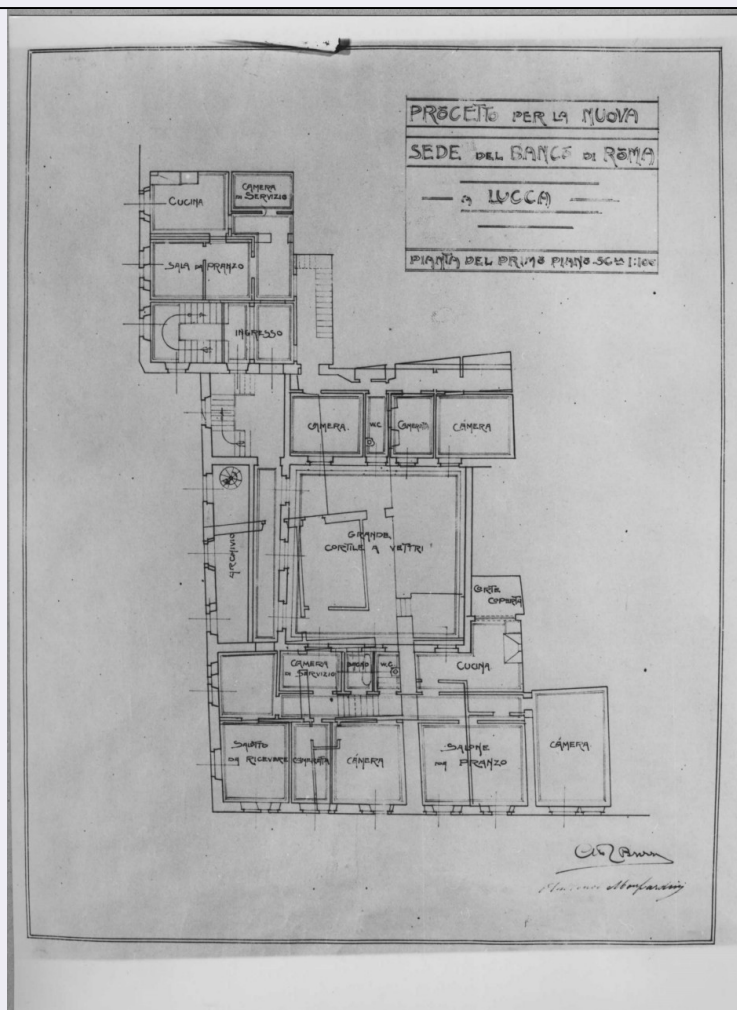 PROGETTO PER LA NUOVA
SEDE DEL BANCO DI ROMA
A LUCCA
PIANTA DEL PRIMO PIANO SCALA 1:100
CUCINA
CAMERA
DI SERVIZIO
SALA DA PRANZO
INGRESSO
CAMERA
W.C.
CAMERA
ARCHIVIO
GRANDE
CORTILE A VETRI
CORTE
COPERTA
CAMERA
DI SERVIZIO
BAGNO
W.C.
CUCINA
SALOTTO
DA RICEVERE
CAMERA
SALONE
DA PRANZO
CAMERA